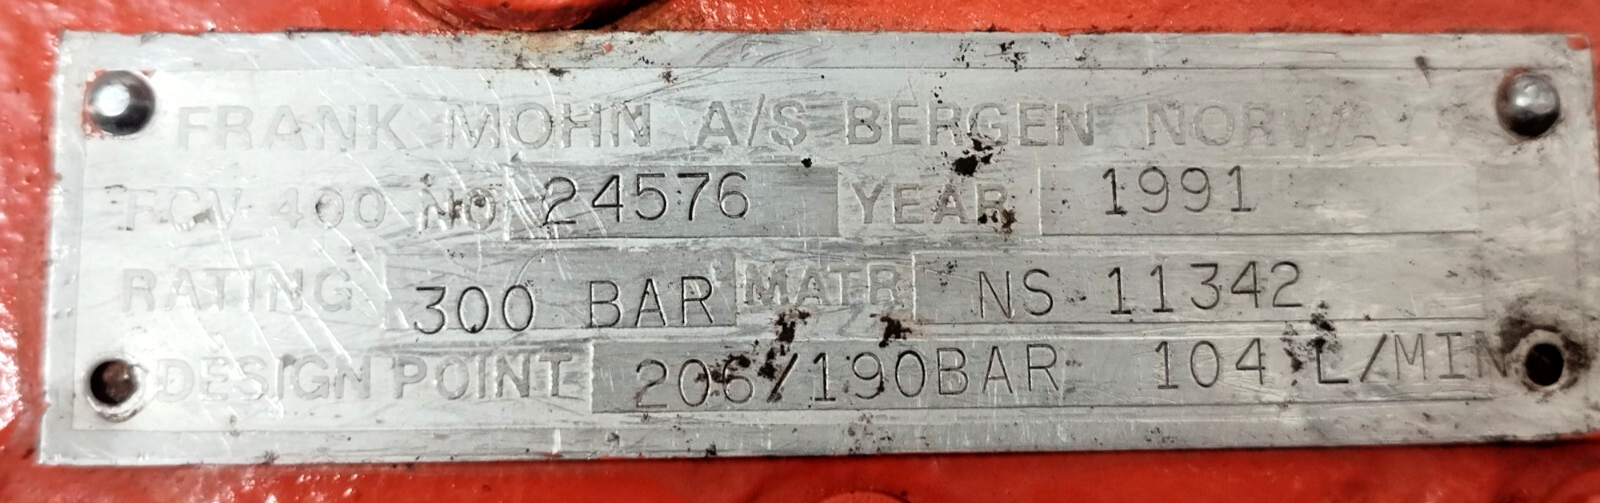 FRANK MOHN A/S BERGEN NORWAY
FCV 400 NO 24576 YEAR 1991
RATING 300 BAR MATR NS 11342
DESIGN POINT 206/190BAR 104 L/MIN